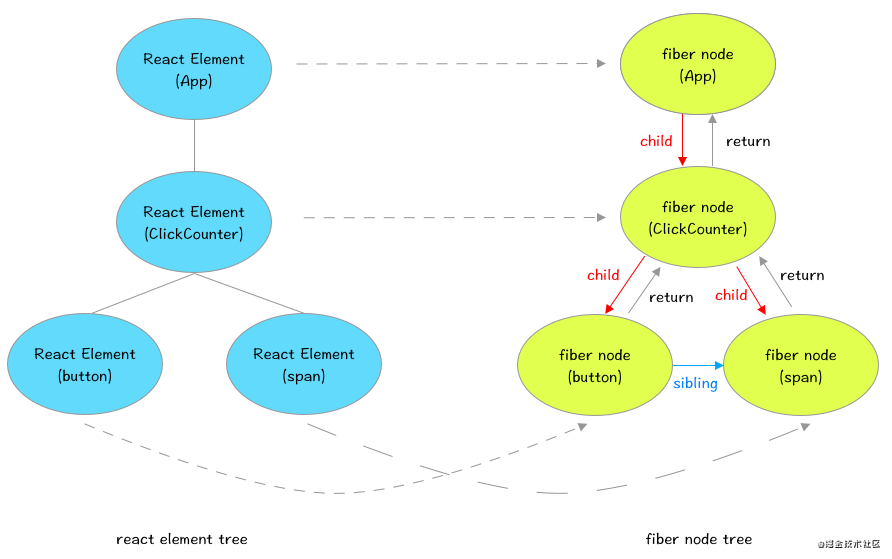 React Element
(App)
fiber node
(App)
child
return
React Element
(ClickCounter)
fiber node
(ClickCounter)
child
return
child
return
React Element
(button)
React Element
(span)
fiber node
(button)
sibling
fiber node
(span)
react element tree
fiber node tree
@掘金技术社区